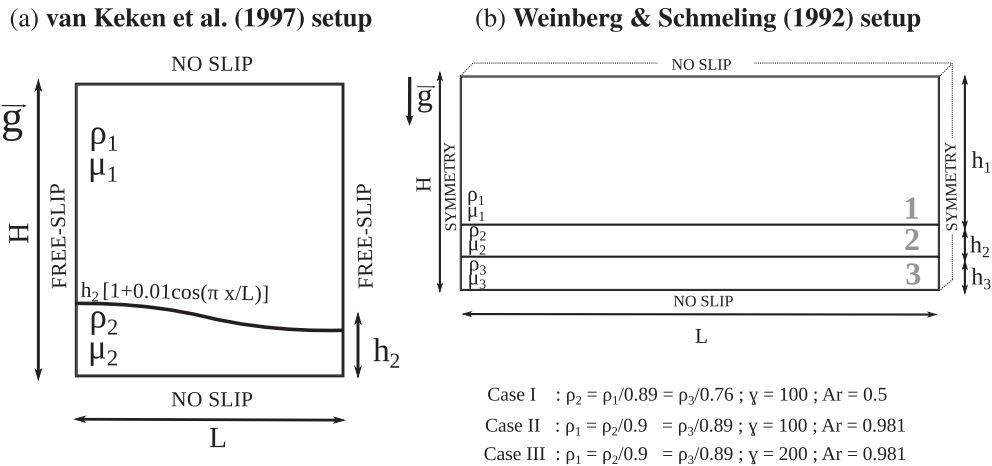 (a) van Keken et al. (1997) setup
NO SLIP
g
H
ρ1
μ1
FREE-SLIP
FREE-SLIP
h2 [1+0.01cos(π x/L)]
ρ2
μ2
h2
NO SLIP
L
(b) Weinberg & Schmeling (1992) setup
NO SLIP
g
H
SYMMETRY
SYMMETRY
h1
ρ1
μ1
1
ρ2
μ2
2
h2
ρ3
μ3
3
h3
NO SLIP
L
Case I : ρ2 = ρ1/0.89 = ρ3/0.76 ; γ = 100 ; Ar = 0.5
Case II : ρ1 = ρ2/0.9 = ρ3/0.89 ; γ = 100 ; Ar = 0.981
Case III : ρ1 = ρ2/0.9 = ρ3/0.89 ; γ = 200 ; Ar = 0.981